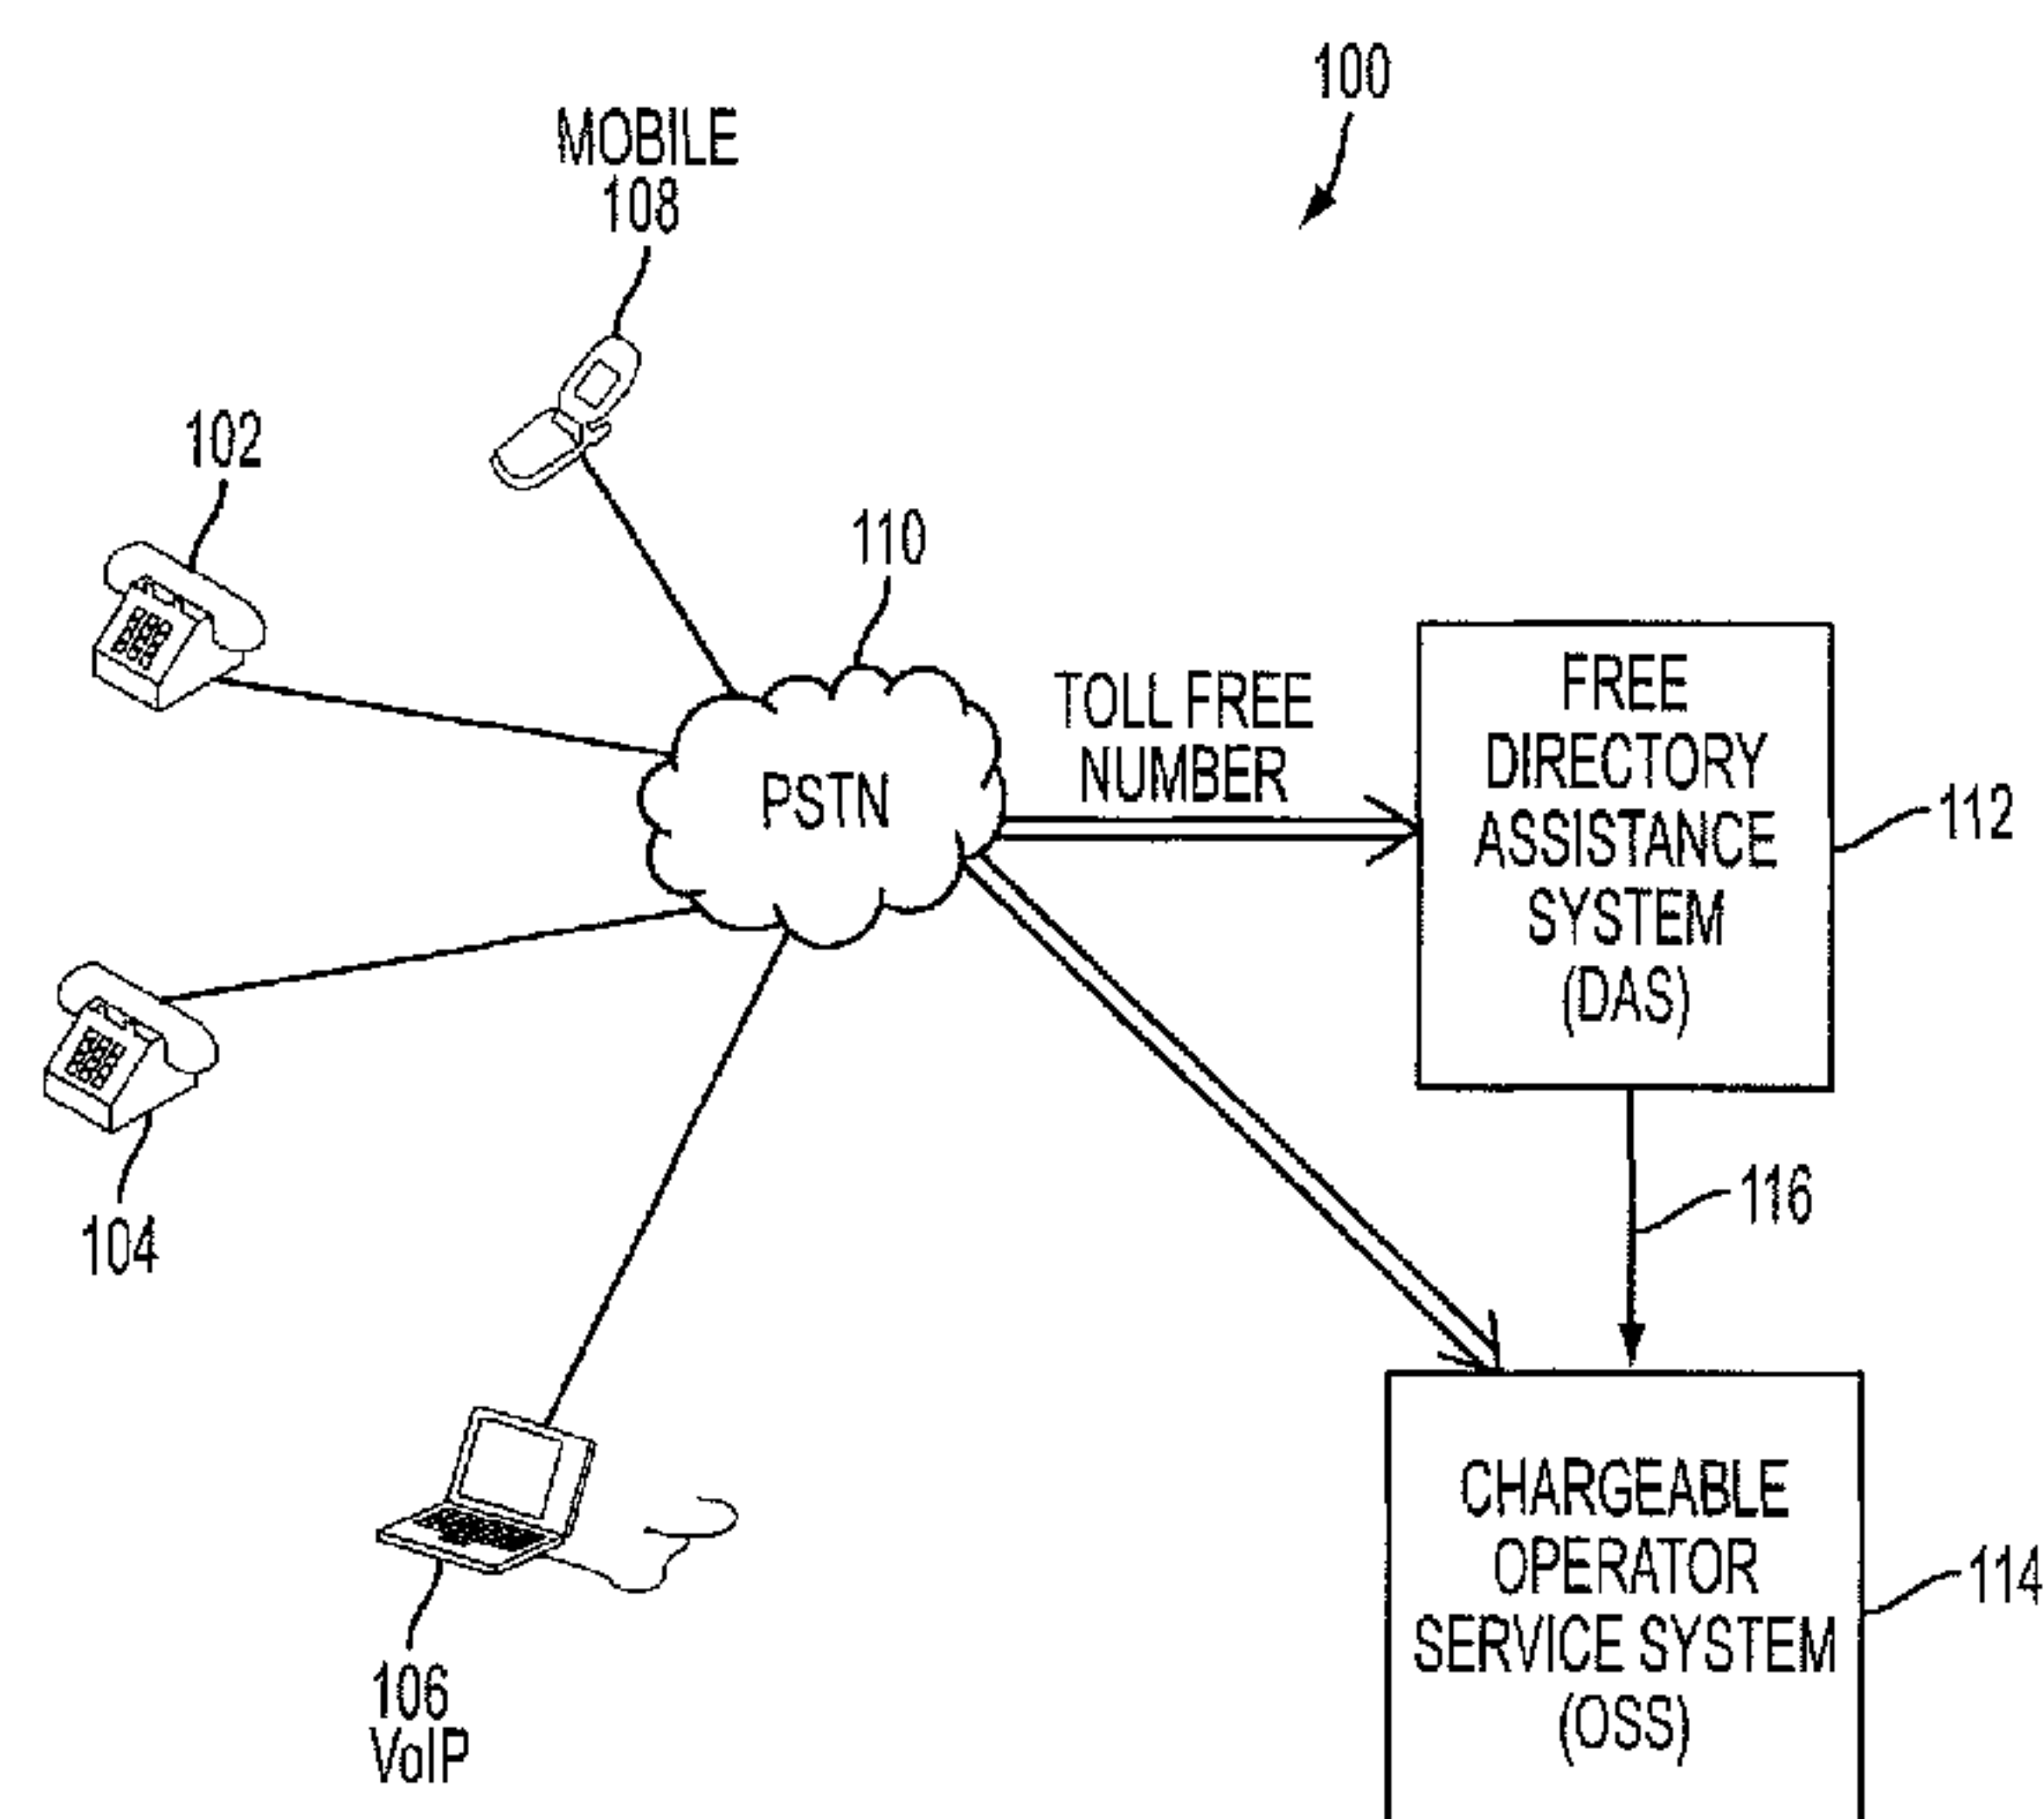 100
MOBILE
108
102
110
TOLL FREE
NUMBER
PSTN
FREE
DIRECTORY
ASSISTANCE
SYSTEM
(DAS)
112
104
116
106
VoIP
CHARGEABLE
OPERATOR
SERVICE SYSTEM
(OSS)
114